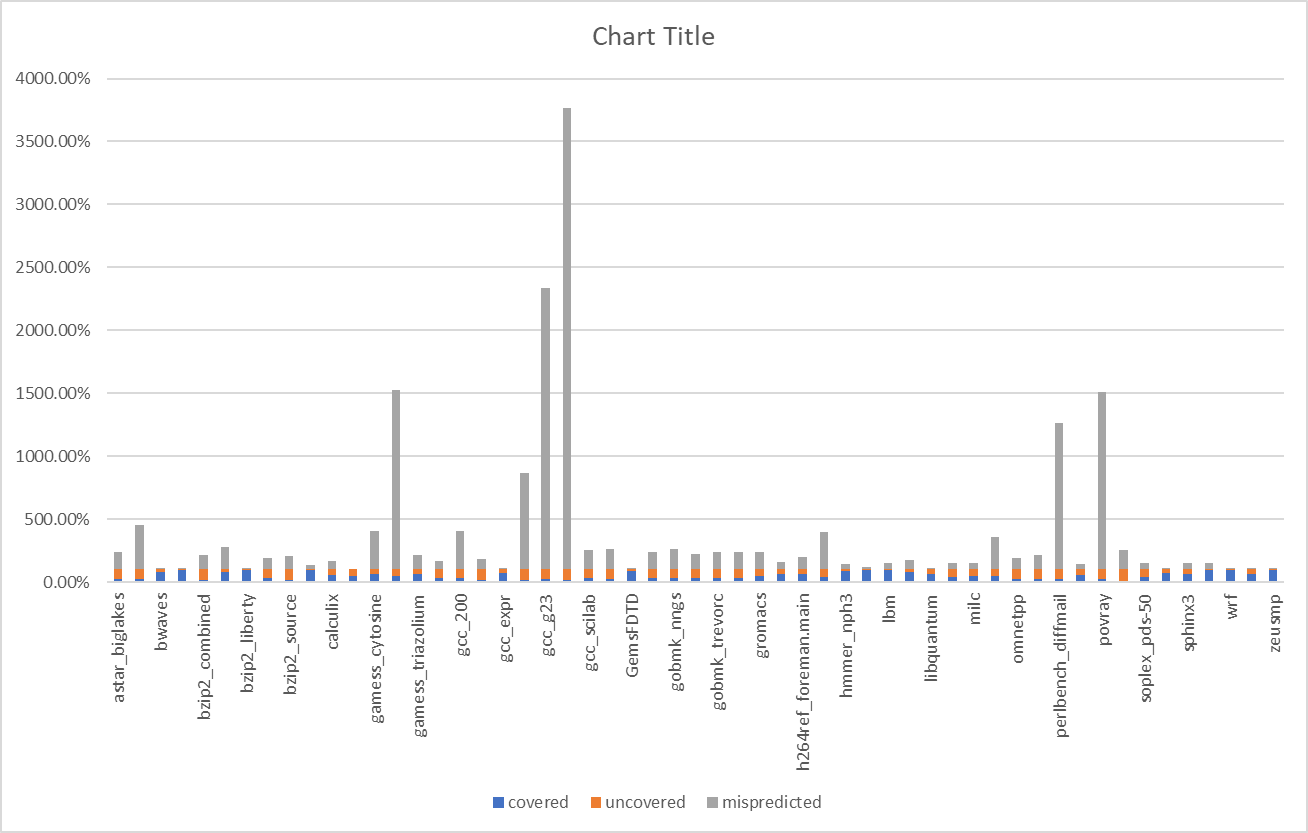 Chart Title
4000.00%
3500.00%
3000.00%
2500.00%
2000.00%
1500.00%
1000.00%
500.00%
0.00%
astar_biglakes
bwaves
bzip2_combined
bzip2_liberty
bzip2_source
calculix
gamess_cytosine
gamess_triazolium
gcc_200
gcc_expr
gcc_g23
gcc_scilab
GemsFDTD
gobmk_nngs
gobmk_trevorc
gromacs
h264ref_foreman.main
hmmer_nph3
lbm
libquantum
milc
omnetpp
perlbench_diffmail
povray
soplex_pds-50
sphinx3
wrf
zeusmp
covered uncovered mispredicted